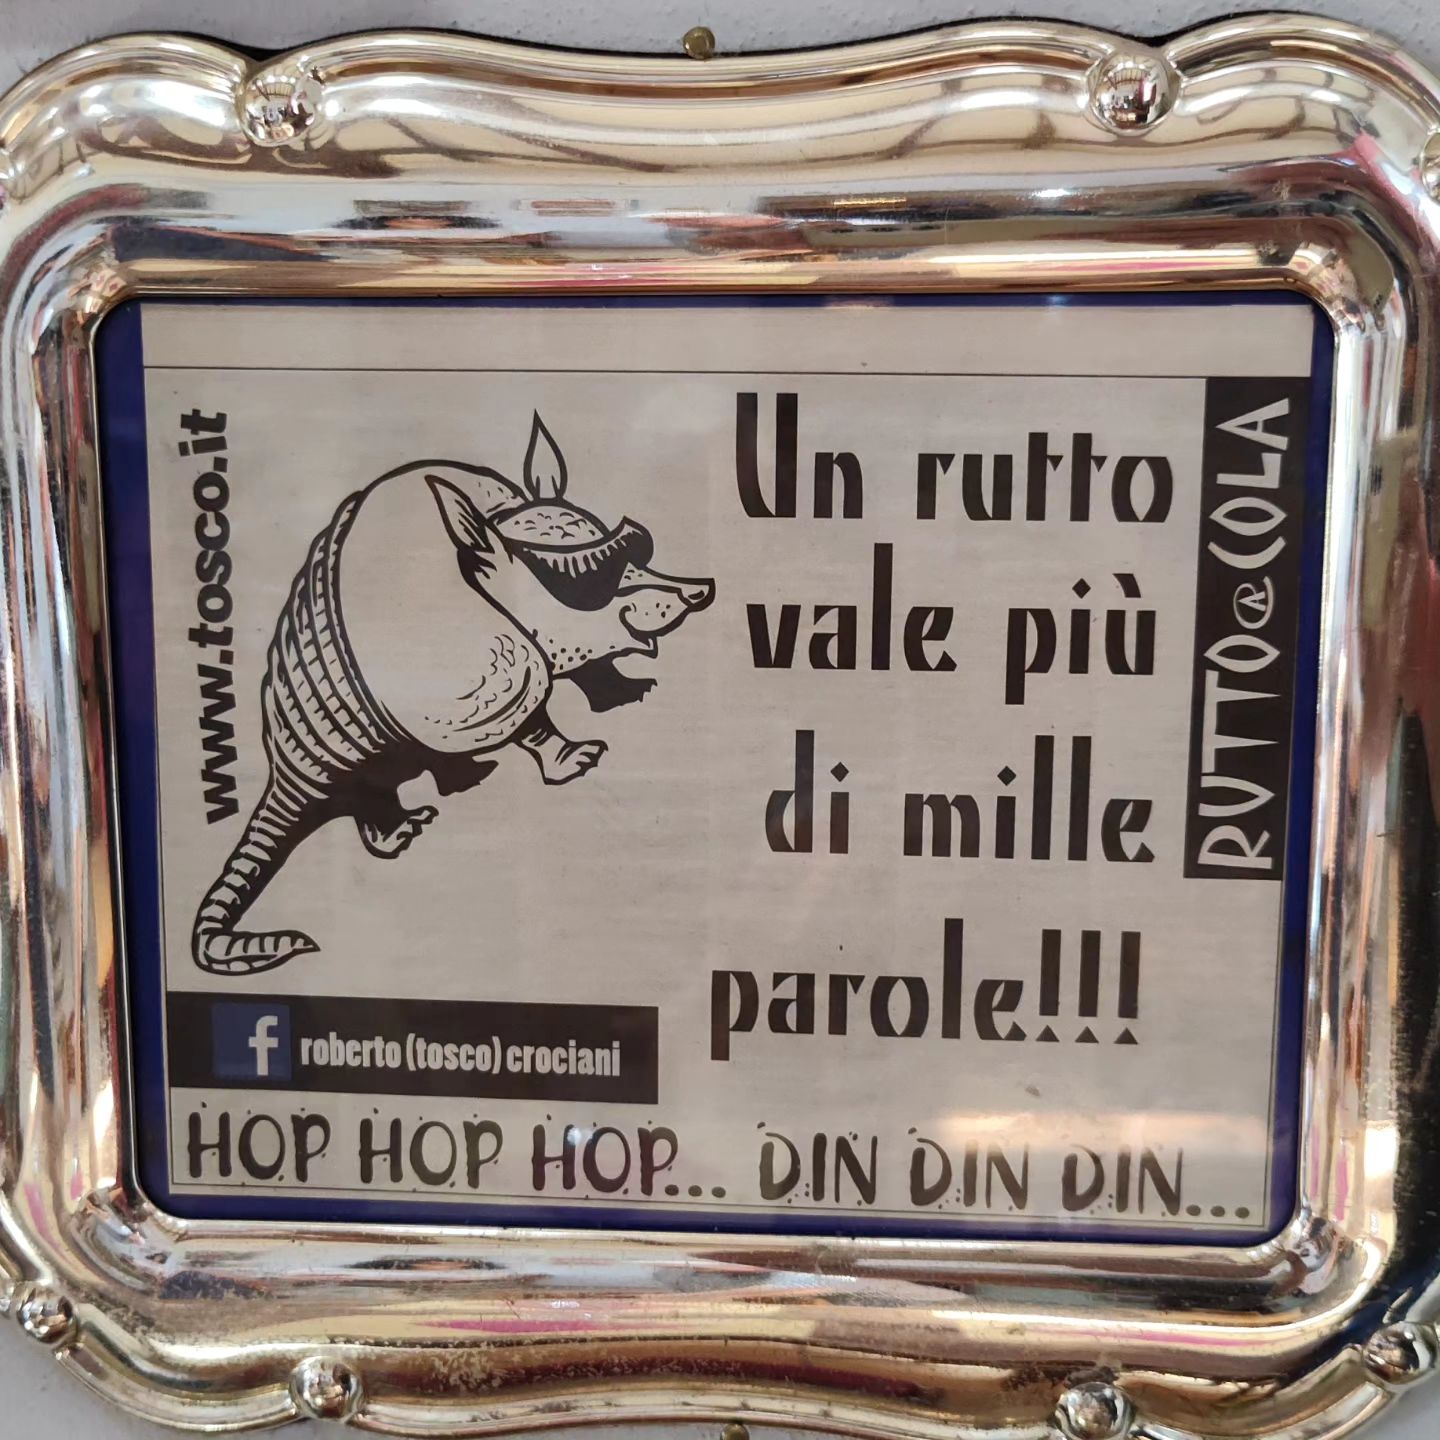 www.tosco.it
Un rutto
vale più
di mille
parole!!!
RUTTO®COLA
f roberto (tosco) crociani
HOP HOP HOP... DIN DIN DIN...